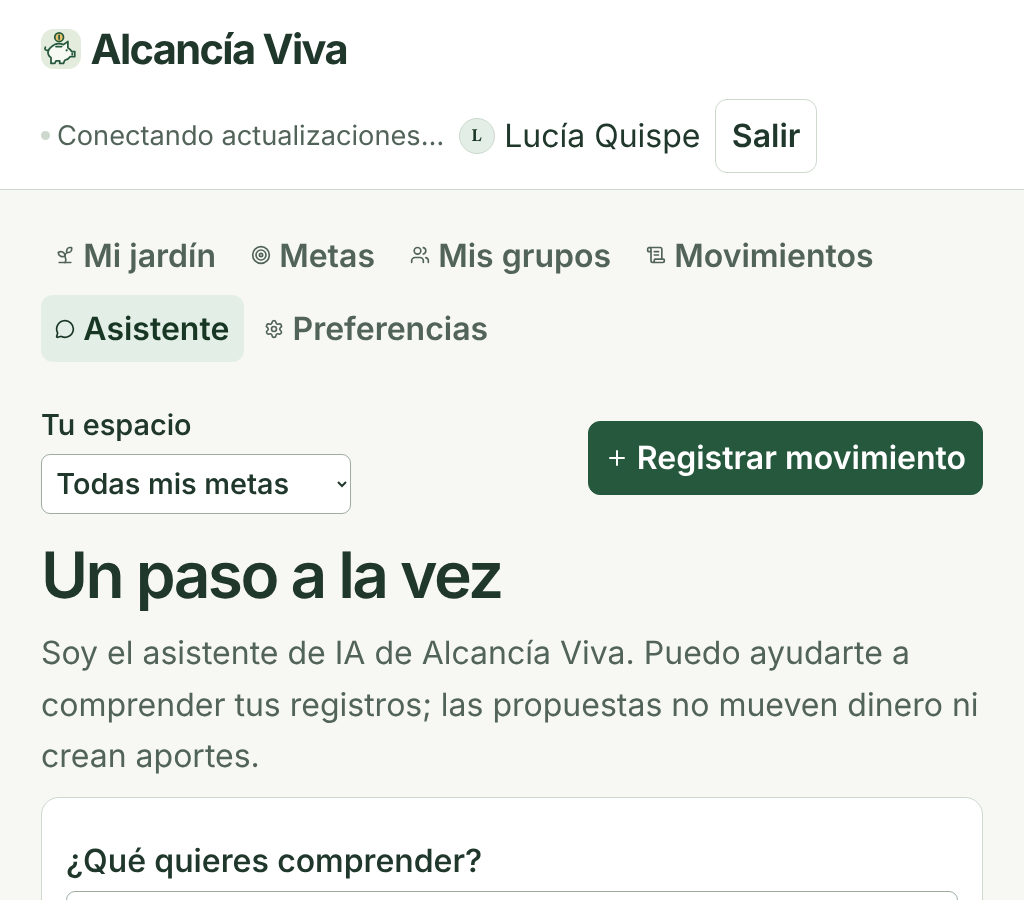 Alcancía Viva
Conectando actualizaciones...
L
Lucía Quispe
Salir
Mi jardín
Metas
Mis grupos
Movimientos
Asistente
Preferencias
Tu espacio
Todas mis metas
+ Registrar movimiento
Un paso a la vez
Soy el asistente de IA de Alcancía Viva. Puedo ayudarte a
comprender tus registros; las propuestas no mueven dinero ni
crean aportes.
¿Qué quieres comprender?